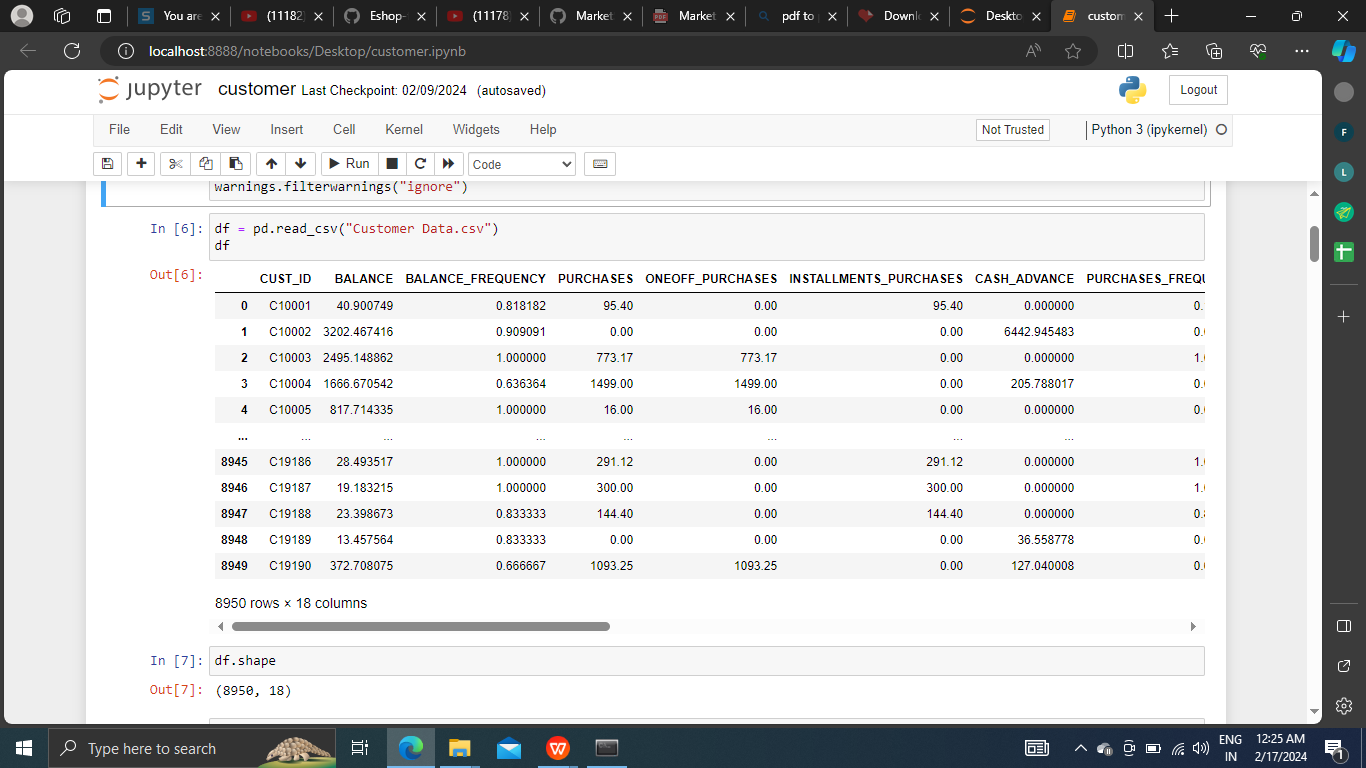 You are
(11182)
Eshop-
(11178)
Market
Market
pdf to
Downl
Deskto
custom
localhost:8888/notebooks/Desktop/customer.ipynb
jupyter customer Last Checkpoint: 02/09/2024 (autosaved)
Logout
File Edit View Insert Cell Kernel Widgets Help
Not Trusted
Python 3 (ipykernel)
Run
Code
warnings.filterwarnings("ignore")
In [6]: df = pd.read_csv("Customer Data.csv")
df
Out[6]:
CUST_ID BALANCE BALANCE_FREQUENCY PURCHASES ONEOFF_PURCHASES INSTALLMENTS_PURCHASES CASH_ADVANCE PURCHASES_FREQU
0 C10001 40.900749 0.818182 95.40 0.00 95.40 0.000000 0.
1 C10002 3202.467416 0.909091 0.00 0.00 0.00 6442.945483 0.
2 C10003 2495.148862 1.000000 773.17 773.17 0.00 0.000000 1.
3 C10004 1666.670542 0.636364 1499.00 1499.00 0.00 205.788017 0.
4 C10005 817.714335 1.000000 16.00 16.00 0.00 0.000000 0.
... ... ... ... ... ... ... ...
8945 C19186 28.493517 1.000000 291.12 0.00 291.12 0.000000 1.
8946 C19187 19.183215 1.000000 300.00 0.00 300.00 0.000000 1.
8947 C19188 23.398673 0.833333 144.40 0.00 144.40 0.000000 0.
8948 C19189 13.457564 0.833333 0.00 0.00 0.00 36.558778 0.
8949 C19190 372.708075 0.666667 1093.25 1093.25 0.00 127.040008 0.
8950 rows × 18 columns
In [7]: df.shape
Out[7]: (8950, 18)
F
L
Type here to search
ENG
IN
12:25 AM
2/17/2024
1